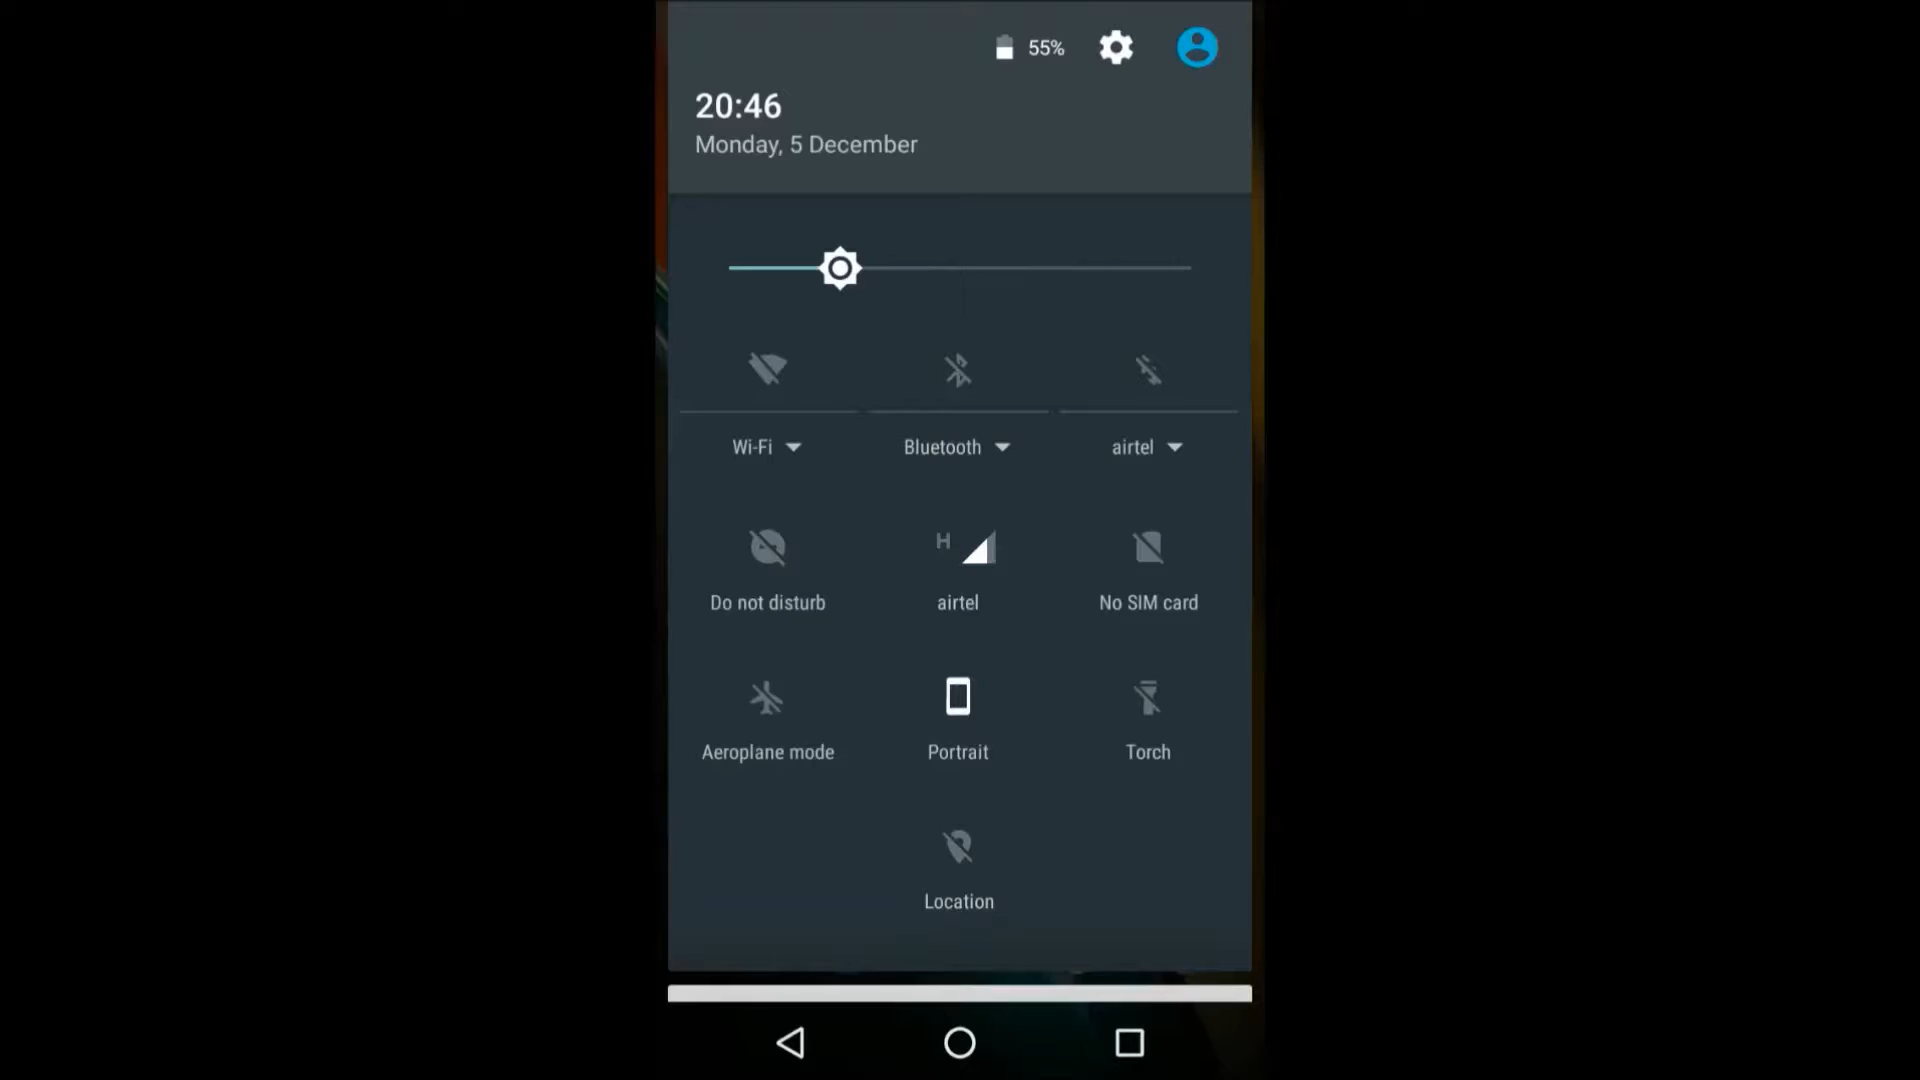 55%
20:46
Monday, 5 December
Wi-Fi
Bluetooth
airtel
H
Do not disturb
airtel
No SIM card
Aeroplane mode
Portrait
Torch
Location